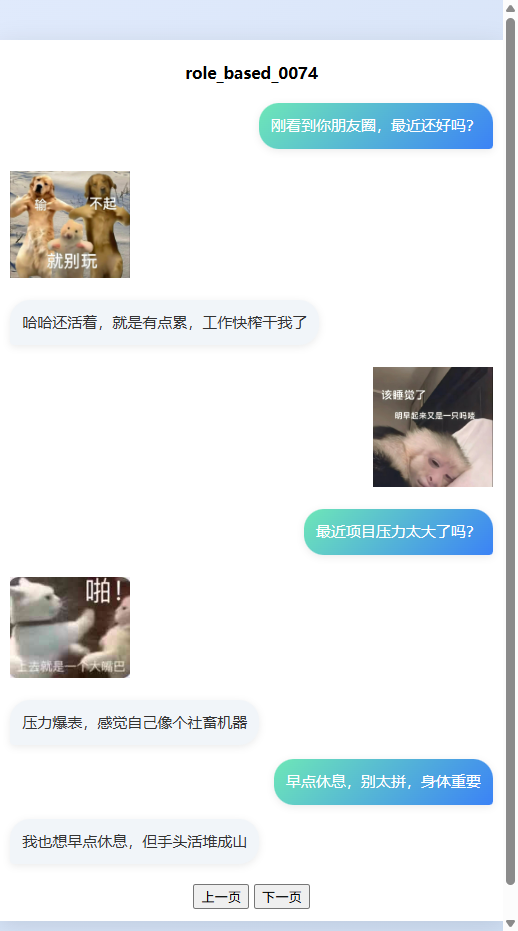 role_based_0074
刚看到你朋友圈，最近还好吗？
输 不起
就别玩
哈哈还活着，就是有点累，工作快榨干我了
该睡觉了
明早起来又是一只吗喽
最近项目压力太大了吗？
啪！
上去就是一个大嘴巴
压力爆表，感觉自己像个社畜机器
早点休息，别太拼，身体重要
我也想早点休息，但手头活堆成山
上一页 下一页